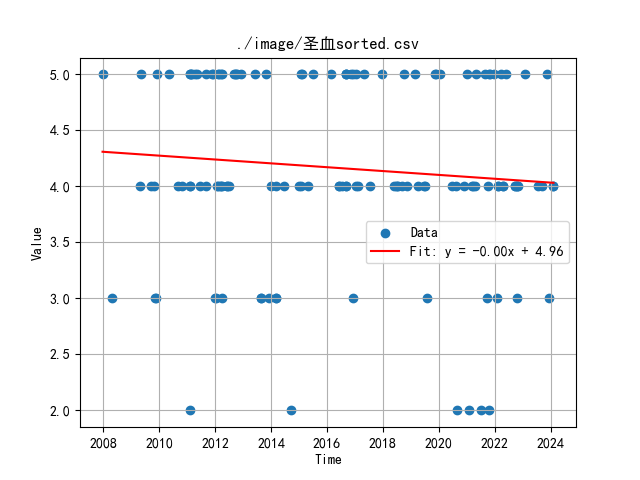 ./image/圣血sorted.csv
5.0
4.5
4.0
3.5
3.0
2.5
2.0
Value
Data
Fit: y = -0.00x + 4.96
2008 2010 2012 2014 2016 2018 2020 2022 2024
Time